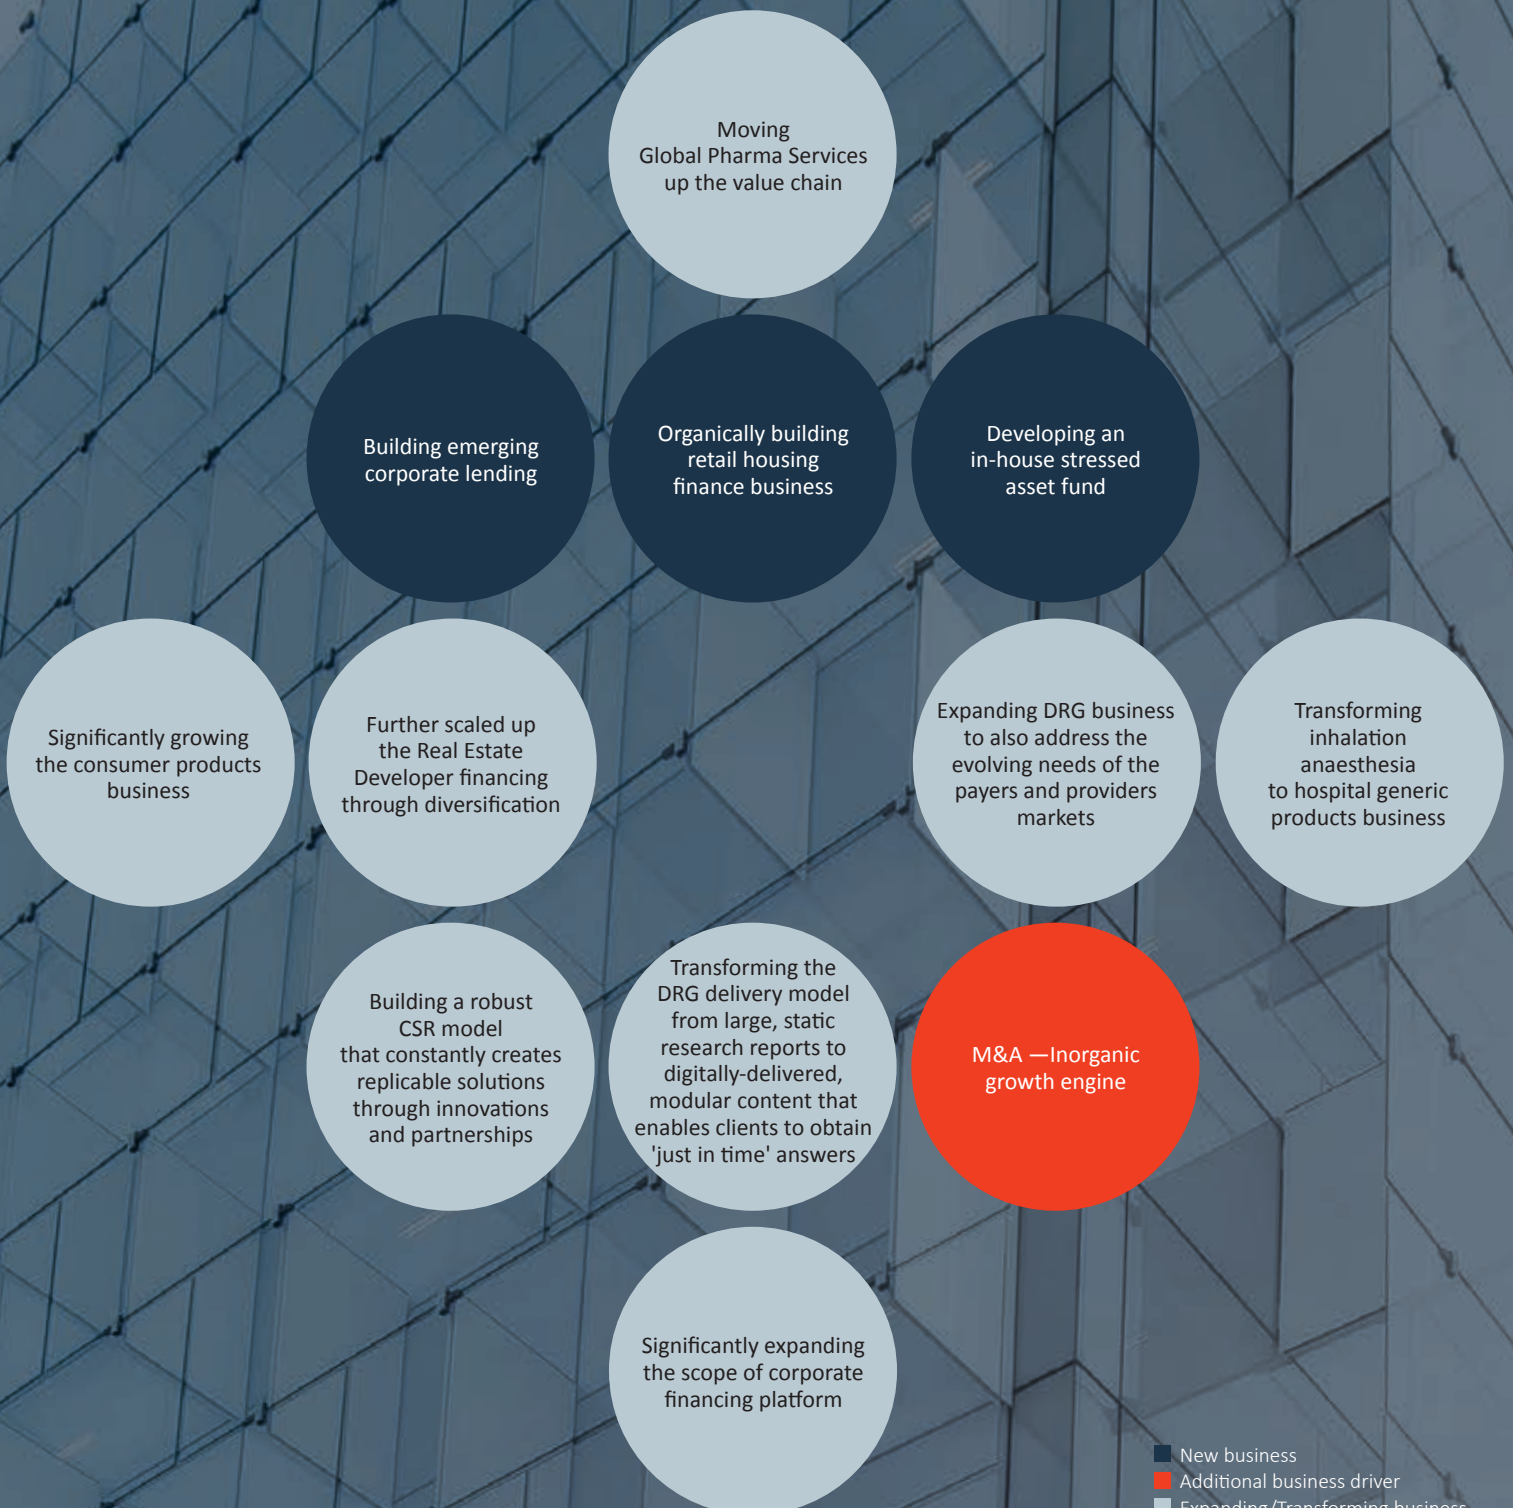 Moving
Global Pharma Services
up the value chain
Building emerging
corporate lending
Organically building
retail housing
finance business
Developing an
in-house stressed
asset fund
Significantly growing
the consumer products
business
Further scaled up
the Real Estate
Developer financing
through diversification
Expanding DRG business
to also address the
evolving needs of the
payers and providers
markets
Transforming
inhalation
anaesthesia
to hospital generic
products business
Building a robust
CSR model
that constantly creates
replicable solutions
through innovations
and partnerships
Transforming the
DRG delivery model
from large, static
research reports to
digitally-delivered,
modular content that
enables clients to obtain
'just in time' answers
M&A —Inorganic
growth engine
Significantly expanding
the scope of corporate
financing platform
New business
Additional business driver
Expanding/Transforming business